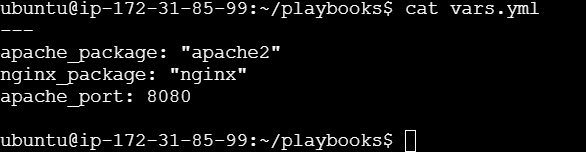 ubuntu@ip-172-31-85-99:~/playbooks$ cat vars.yml
---
apache_package: "apache2"
nginx_package: "nginx"
apache_port: 8080
ubuntu@ip-172-31-85-99:~/playbooks$